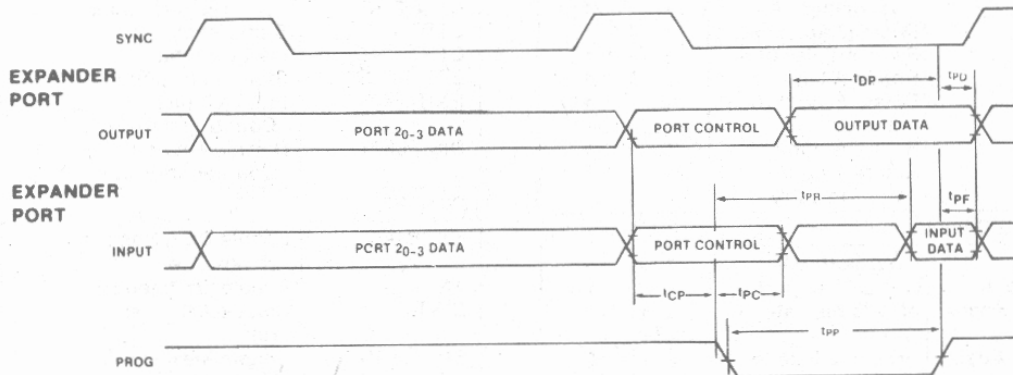 SYNC
EXPANDER
PORT
tDP
tPD
OUTPUT
PORT 20-3 DATA
PORT CONTROL
OUTPUT DATA
EXPANDER
PORT
tPR
tPF
INPUT
PCRT 20-3 DATA
PORT CONTROL
INPUT
DATA
tCP
tPC
tPP
PROG